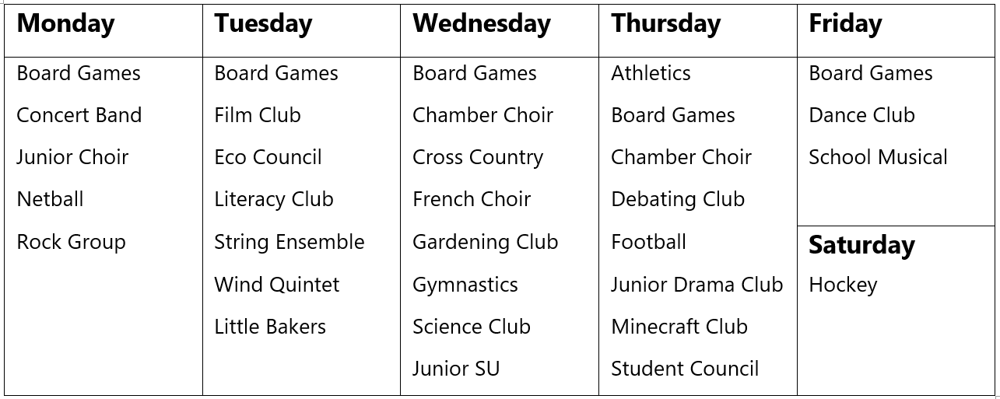 Monday
Board Games
Concert Band
Junior Choir
Netball
Rock Group
Tuesday
Board Games
Film Club
Eco Council
Literacy Club
String Ensemble
Wind Quintet
Little Bakers
Wednesday
Board Games
Chamber Choir
Cross Country
French Choir
Gardening Club
Gymnastics
Science Club
Junior SU
Thursday
Athletics
Board Games
Chamber Choir
Debating Club
Football
Junior Drama Club
Minecraft Club
Student Council
Friday
Board Games
Dance Club
School Musical
Saturday
Hockey